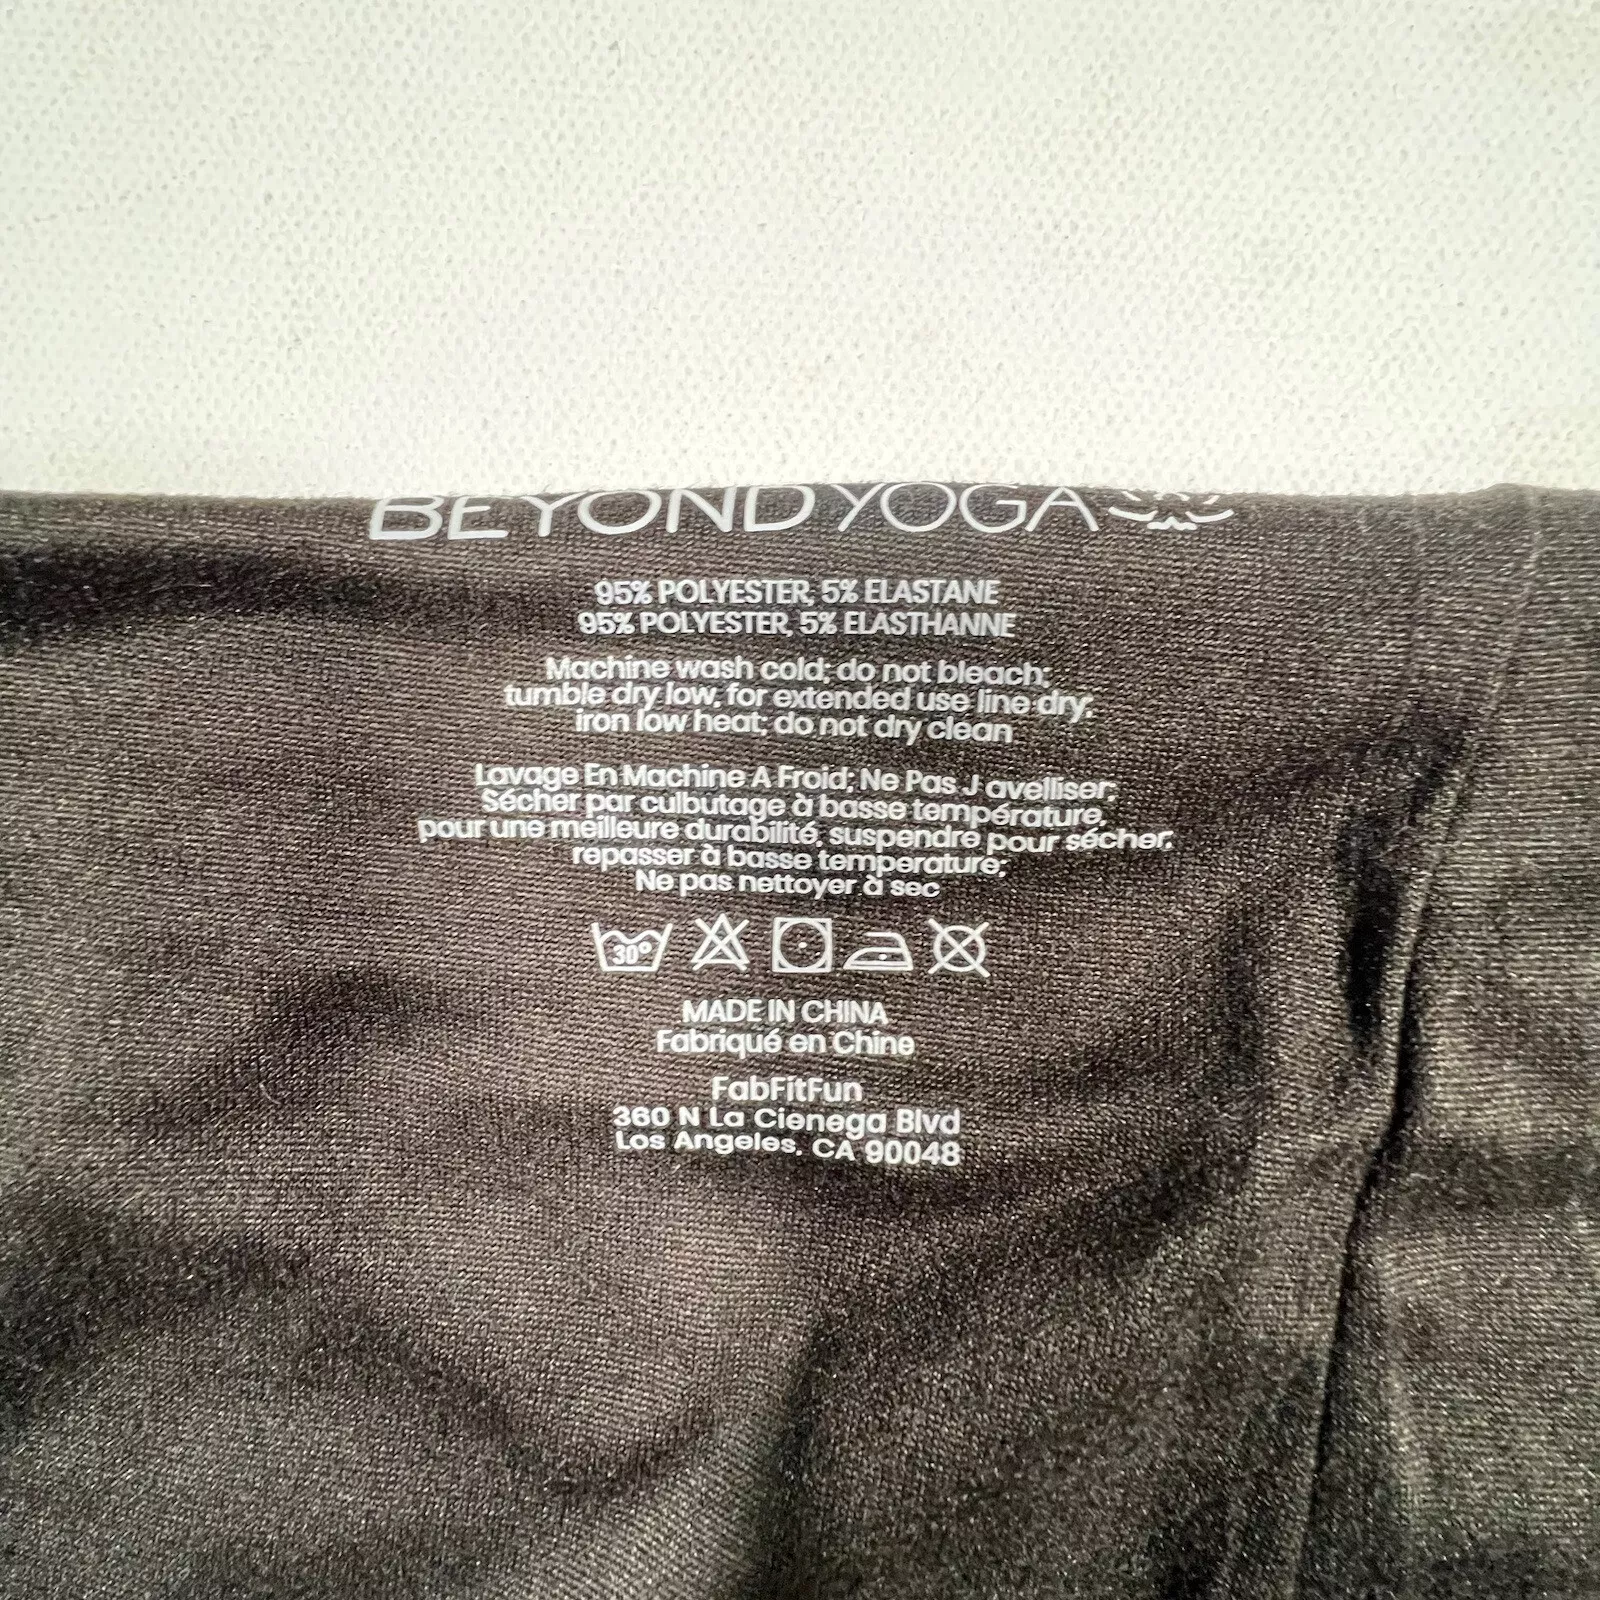 BEYOND YOGA
95% POLYESTER, 5% ELASTANE
95% POLYESTER, 5% ELASTHANNE
Machine wash cold; do not bleach;
tumble dry low, for extended use line dry;
iron low heat; do not dry clean
Lavage En Machine A Froid; Ne Pas J avelliser;
Sécher par culbutage à basse température,
pour une meilleure durabilité, suspendre pour sécher,
repasser à basse temperature;
Ne pas nettoyer à sec
30°
MADE IN CHINA
Fabriqué en Chine
FabFitFun
360 N La Cienega Blvd
Los Angeles, CA 90048